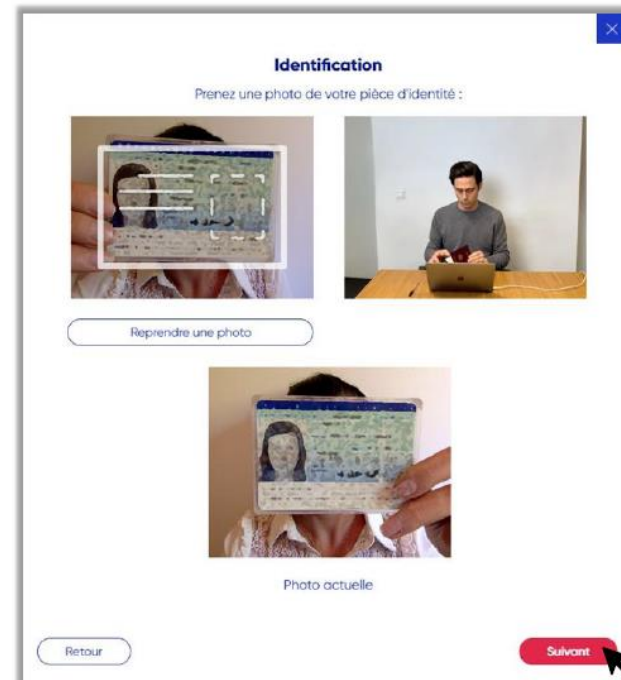 Identification
Prenez une photo de votre pièce d'identité :
Reprendre une photo
Photo actuelle
Retour
Suivant